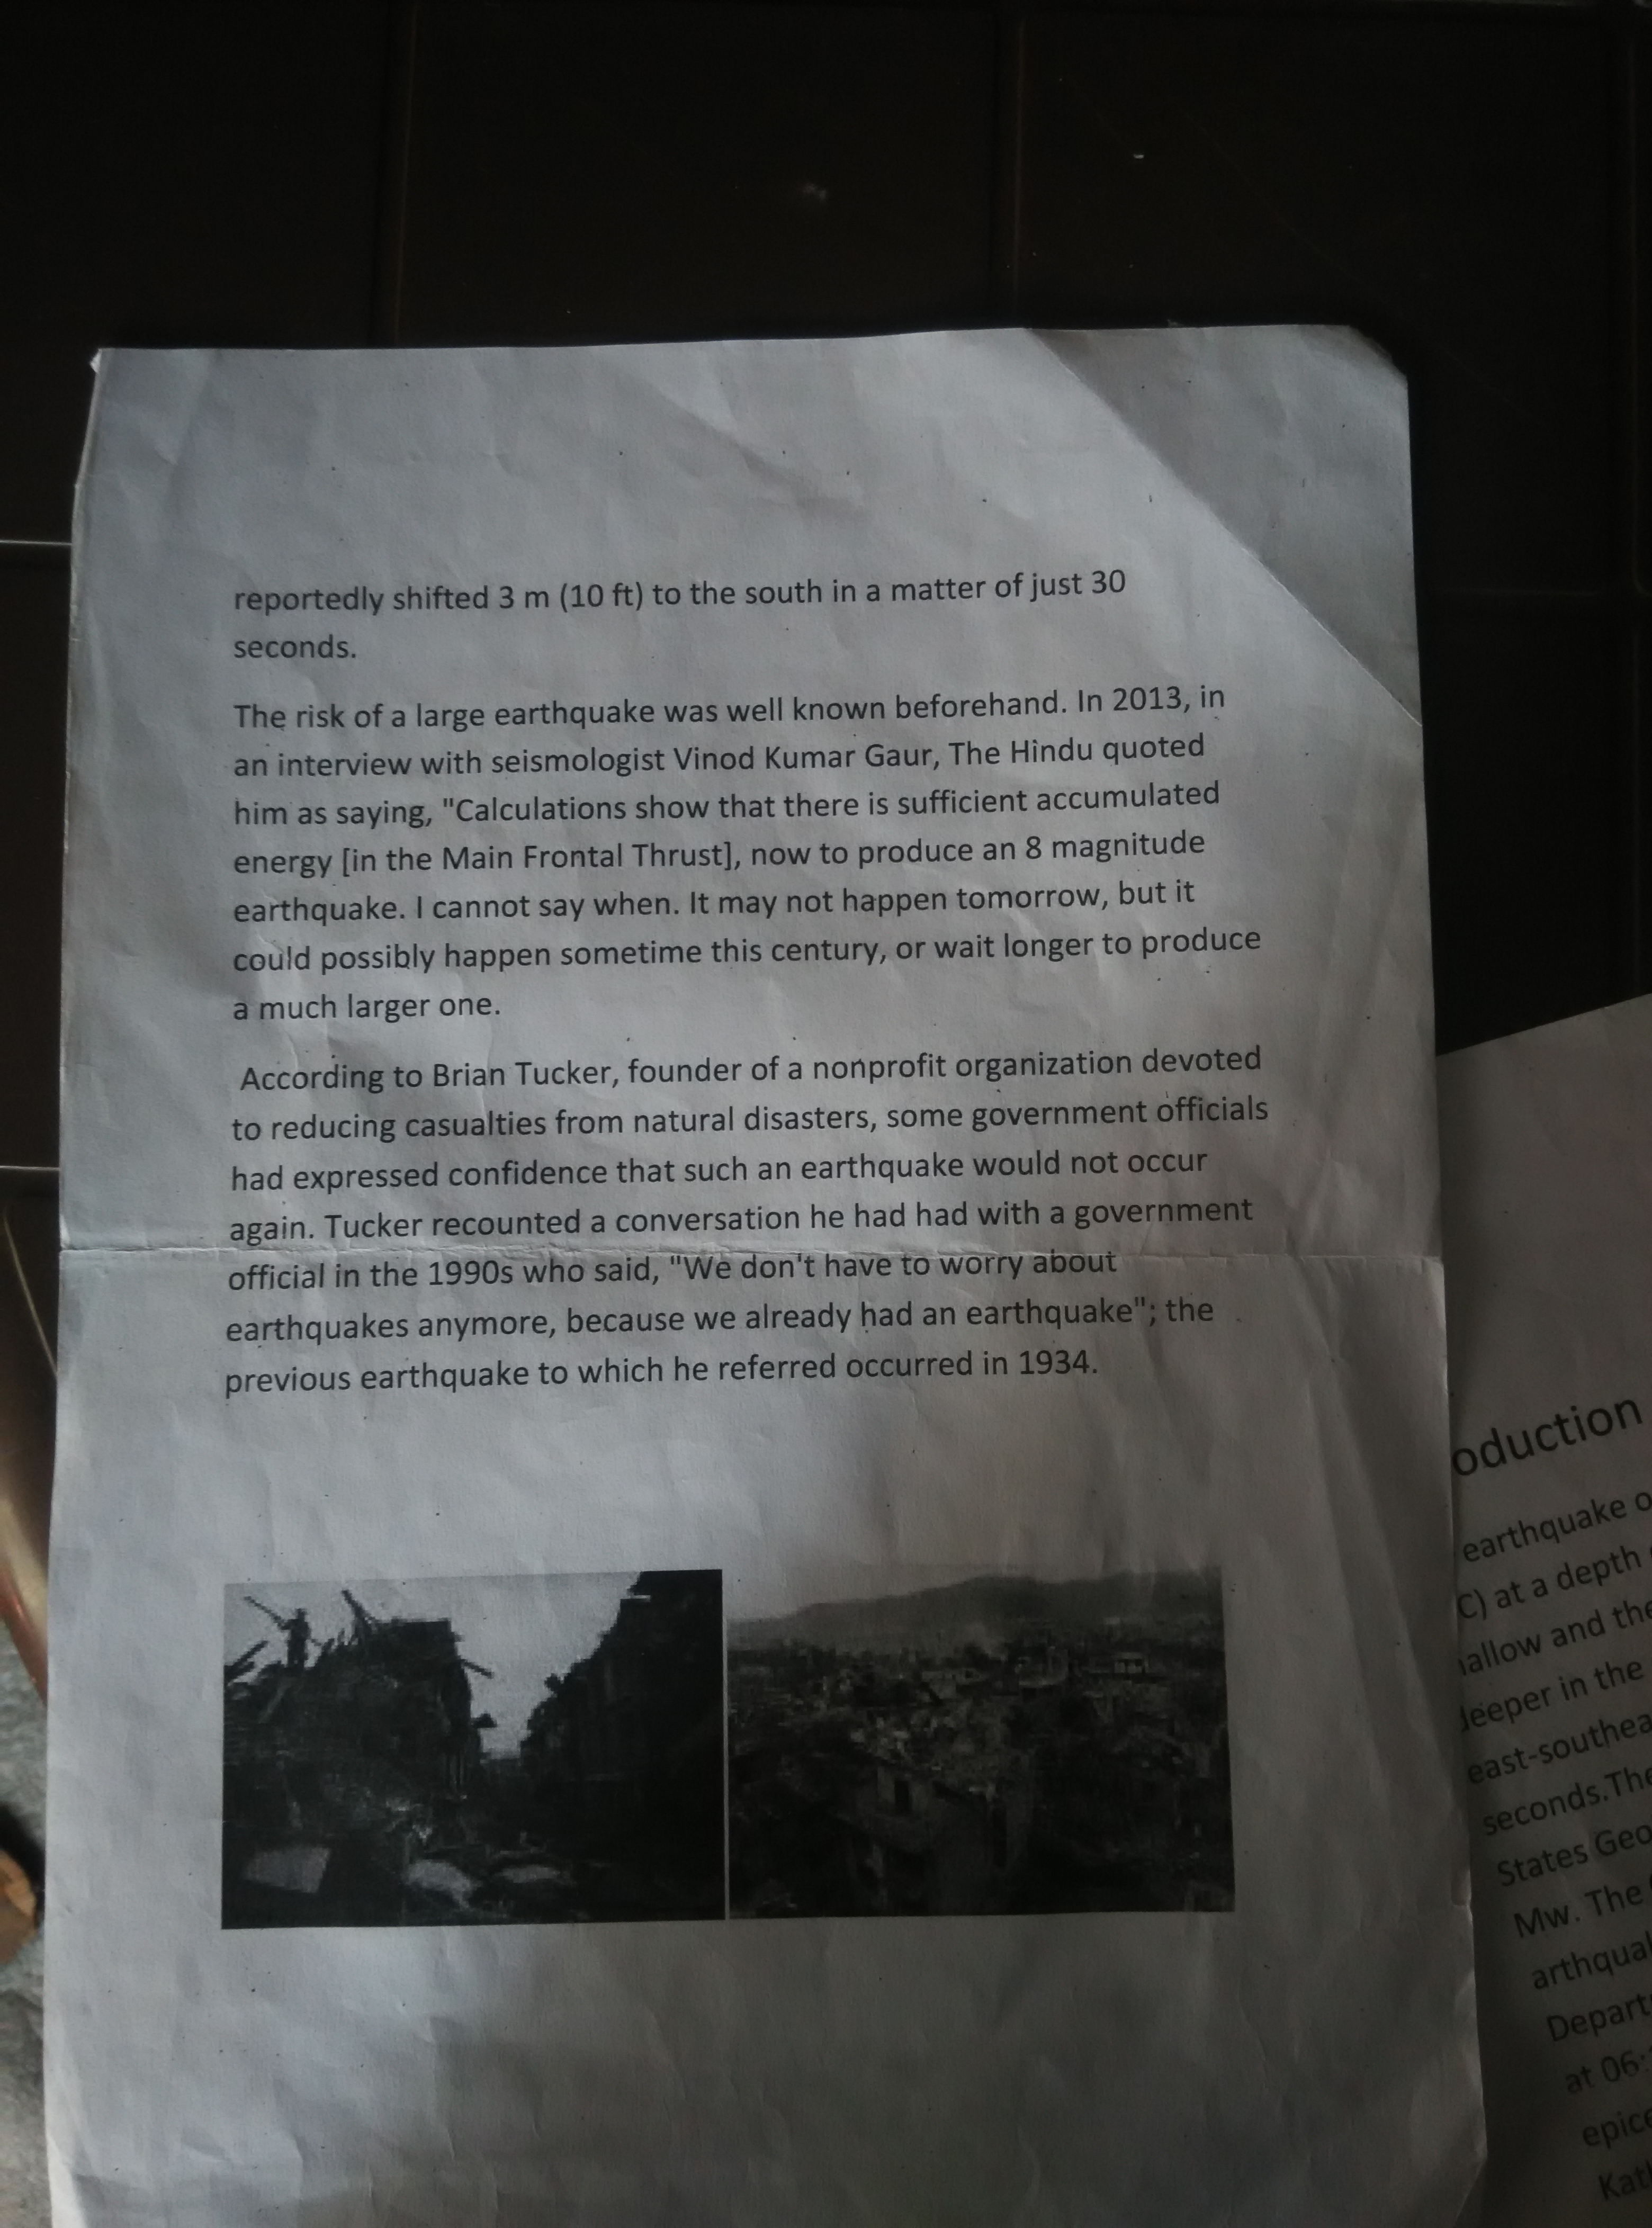 reportedly shifted 3 m (10 ft) to the south in a matter of just 30
seconds.
The risk of a large earthquake was well known beforehand. In 2013, in
an interview with seismologist Vinod Kumar Gaur, The Hindu quoted
him as saying, "Calculations show that there is sufficient accumulated
energy [in the Main Frontal Thrust], now to produce an 8 magnitude
earthquake. I cannot say when. It may not happen tomorrow, but it
could possibly happen sometime this century, or wait longer to produce
a much larger one.
According to Brian Tucker, founder of a nonprofit organization devoted
to reducing casualties from natural disasters, some government officials
had expressed confidence that such an earthquake would not occur
again. Tucker recounted a conversation he had had with a government
official in the 1990s who said, "We don't have to worry about
earthquakes anymore, because we already had an earthquake"; the
previous earthquake to which he referred occurred in 1934.
oduction
earthquake o
C) at a depth
allow and the
deeper in the
east-southea
seconds.The
States Geo
Mw. The
arthqual
Depart
at 06:
epice
Kat